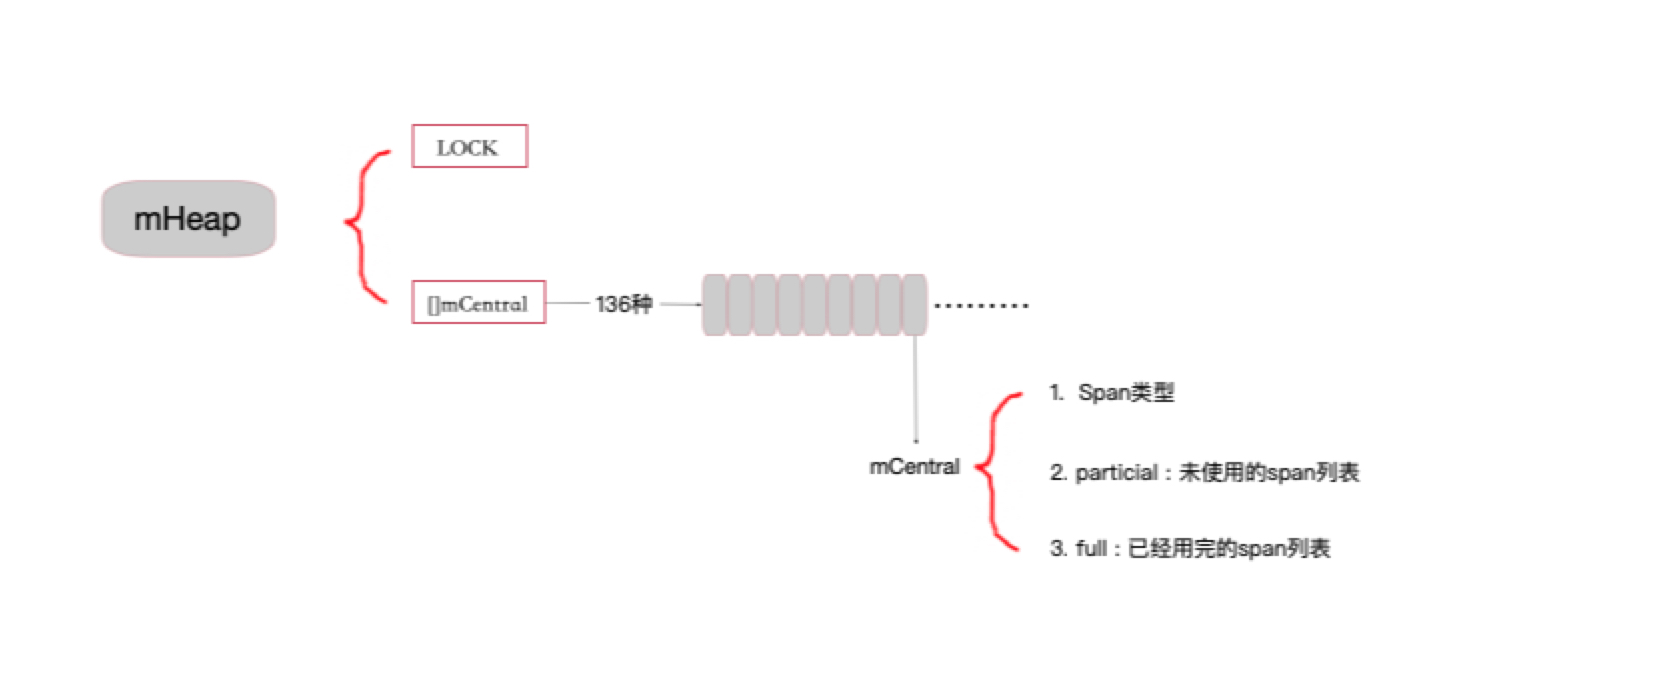 LOCK
mHeap
[]mCentral
136种
.........
1. Span类型
mCentral
2. particial：未使用的span列表
3. full：已经用完的span列表